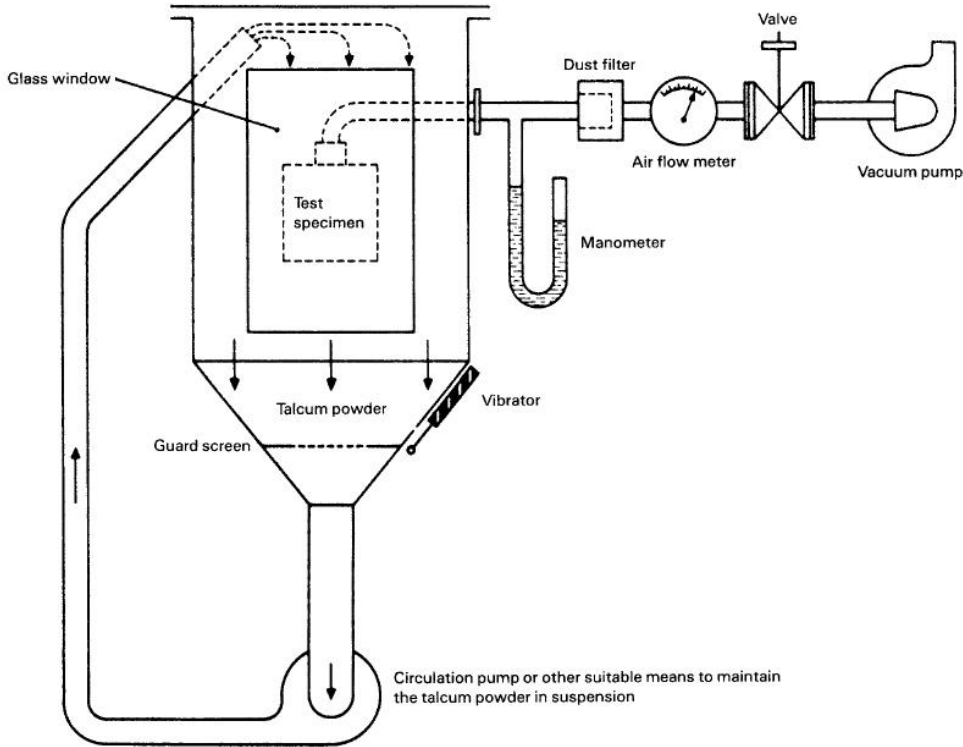 Valve
Dust filter
Glass window
Air flow meter
Vacuum pump
Test
specimen
Manometer
Talcum powder
Vibrator
Guard screen
Circulation pump or other suitable means to maintain
the talcum powder in suspension